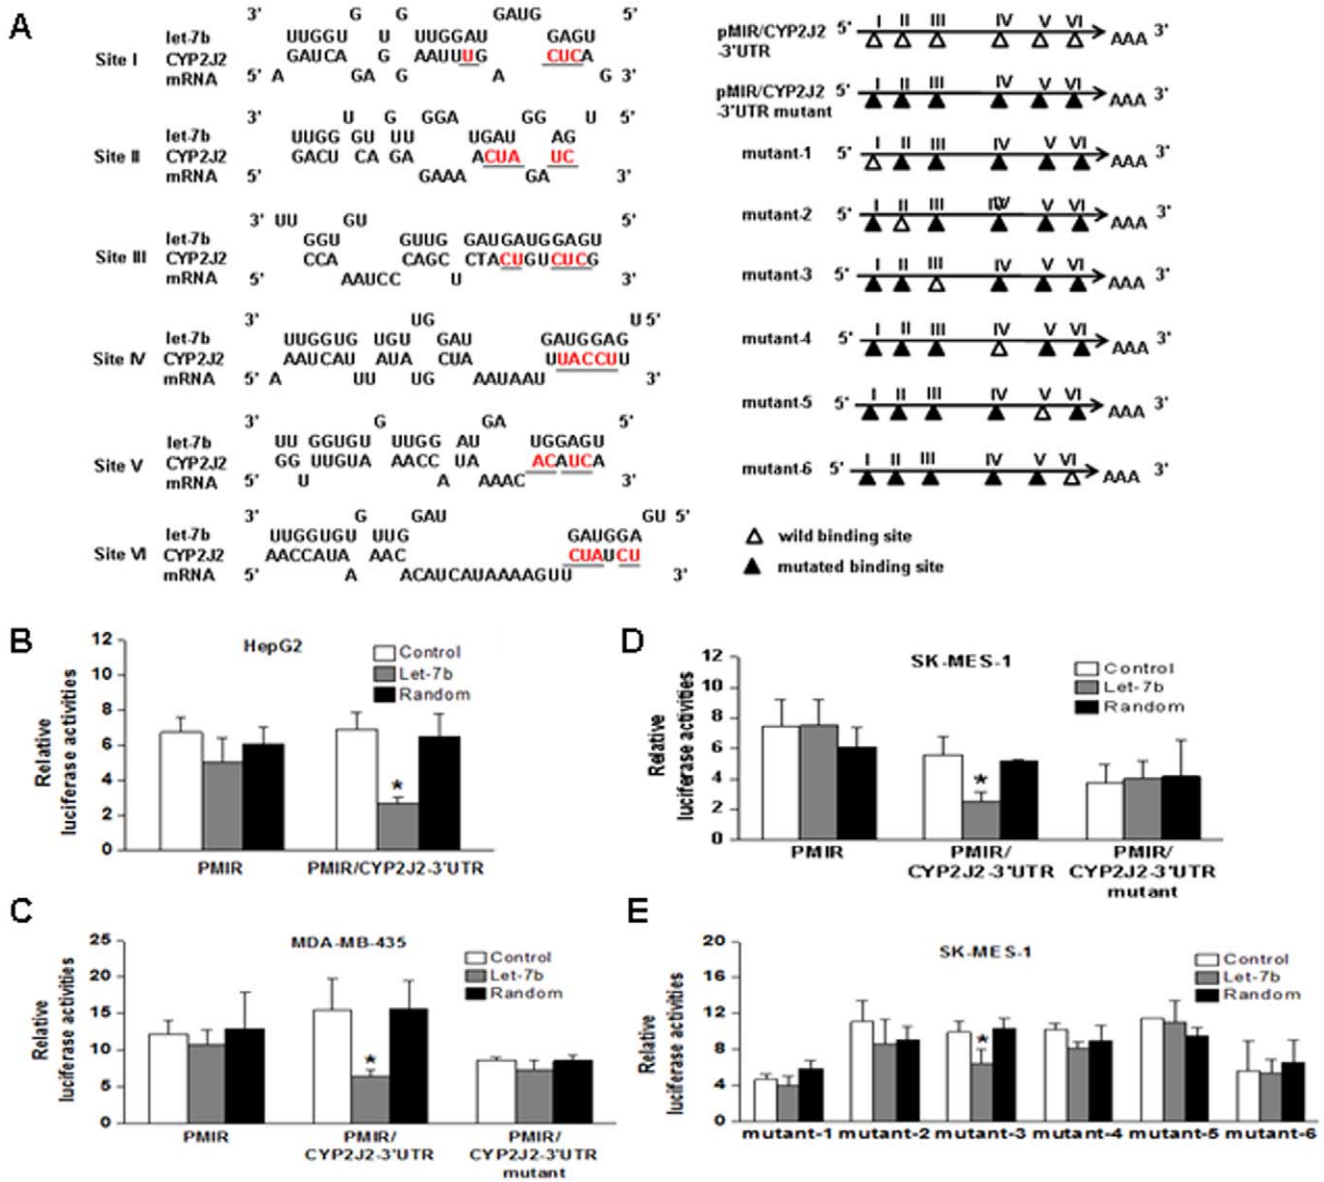 A
3' G G GAUG 5'
let-7b UUGGU U UUGGAU GAGU
Site I CYP2J2 GAUCA G AAUUUG CUCA
mRNA 5' A GA G A G 3'
3' U G GGA GG U 5'
let-7b UUGG GU UU UGAU AG
Site II CYP2J2 GACU CA GA ACUA UC
mRNA 5' GAAA GA 3'
3' UU GU 5'
let-7b GGU GUUG GAUGAUGGAGU
Site III CYP2J2 CCA CAGC CTACUGUCUCG
mRNA 5' AAUCC U 3'
3' UG U 5'
let-7b UUGGUG UGU GAU GAUGGAG
Site IV CYP2J2 AAUCAU AUA CUA UUACCUU
mRNA 5' A UU UG AAUAAU 3'
3' G GA 5'
let-7b UU GGUGU UUGG AU UGGAGU
Site V CYP2J2 GG UUGUA AACC UA ACAUCA
mRNA 5' U A AAAC 3'
3' G GAU GU 5'
let-7b UUGGUGU UUG GAUGGA
Site VI CYP2J2 AACCAUA AAC CUAUCU
mRNA 5' A ACAUCAUAAAAGUU 3'
I II III IV V VI
pMIR/CYP2J2 5' AAA 3'
-3'UTR
I II III IV V VI
pMIR/CYP2J2 5' AAA 3'
-3'UTR mutant
I II III IV V VI
mutant-1 5' AAA 3'
I II III IV V VI
mutant-2 5' AAA 3'
I II III IV V VI
mutant-3 5' AAA 3'
I II III IV V VI
mutant-4 5' AAA 3'
I II III IV V VI
mutant-5 5' AAA 3'
I II III IV V VI
mutant-6 5' AAA 3'
wild binding site
mutated binding site
B
HepG2
Control
Let-7b
Random
Relative
luciferase activities
12
10
8
6
4
2
0
*
PMIR PMIR/CYP2J2-3'UTR
D
SK-MES-1
Control
Let-7b
Random
Relative
luciferase activities
12
10
8
6
4
2
0
*
PMIR PMIR/ PMIR/
CYP2J2-3'UTR CYP2J2-3'UTR
mutant
C
MDA-MB-435
Control
Let-7b
Random
Relative
luciferase activities
25
20
15
10
5
0
*
PMIR PMIR/ PMIR/
CYP2J2-3'UTR CYP2J2-3'UTR
mutant
E
SK-MES-1
Control
Let-7b
Random
Relative
luciferase activities
20
16
12
8
4
0
*
mutant-1 mutant-2 mutant-3 mutant-4 mutant-5 mutant-6